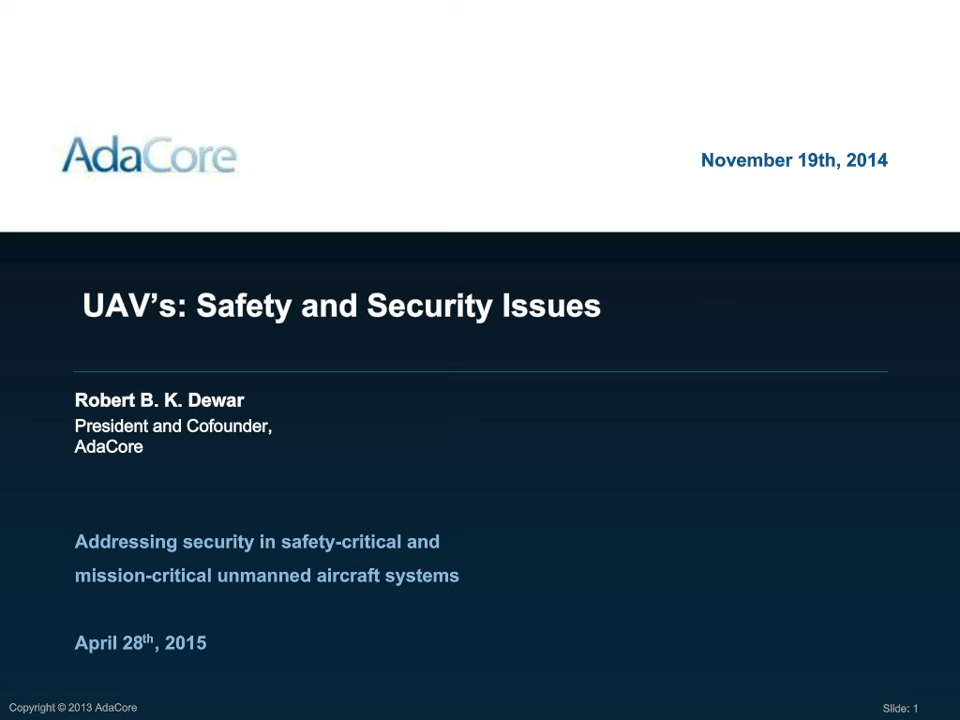 AdaCore
November 19th, 2014
UAV's: Safety and Security Issues
Robert B. K. Dewar
President and Cofounder,
AdaCore
Addressing security in safety-critical and
mission-critical unmanned aircraft systems
April 28th, 2015
Copyright © 2013 AdaCore
Slide: 1